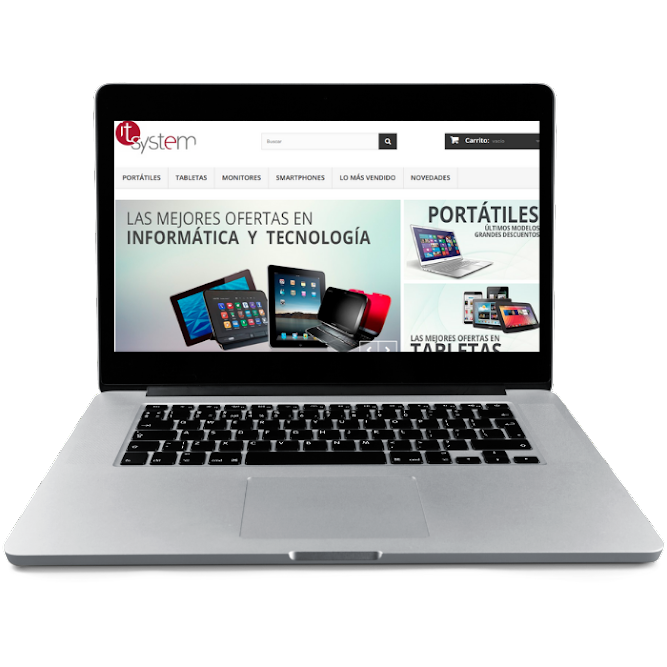 it
system
Buscar
Carrito:
PORTÁTILES
TABLETAS
MONITORES
SMARTPHONES
LO MÁS VENDIDO
NOVEDADES
LAS MEJORES OFERTAS EN
INFORMÁTICA Y TECNOLOGÍA
PORTÁTILES
ÚLTIMOS MODELOS
GRANDES DESCUENTOS
LAS MEJORES OFERTAS EN
TABLETAS